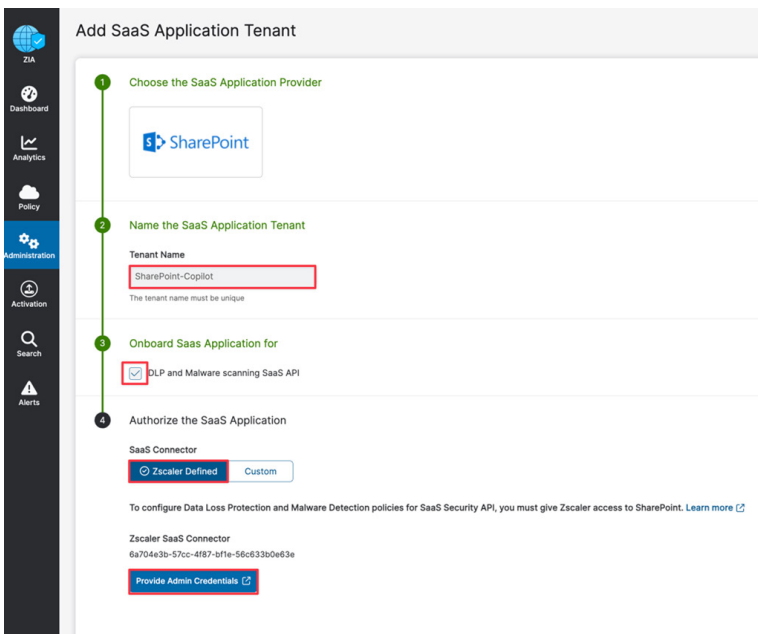 Add SaaS Application Tenant
ZIA
Dashboard
Analytics
Policy
Administration
Activation
Search
Alerts
1
Choose the SaaS Application Provider
S SharePoint
2
Name the SaaS Application Tenant
Tenant Name
SharePoint-Copilot
The tenant name must be unique
3
Onboard Saas Application for
DLP and Malware scanning SaaS API
4
Authorize the SaaS Application
SaaS Connector
Zscaler Defined Custom
To configure Data Loss Protection and Malware Detection policies for SaaS Security API, you must give Zscaler access to SharePoint. Learn more
Zscaler SaaS Connector
6a704e3b-57cc-4f87-bf1e-56c633b0e63e
Provide Admin Credentials